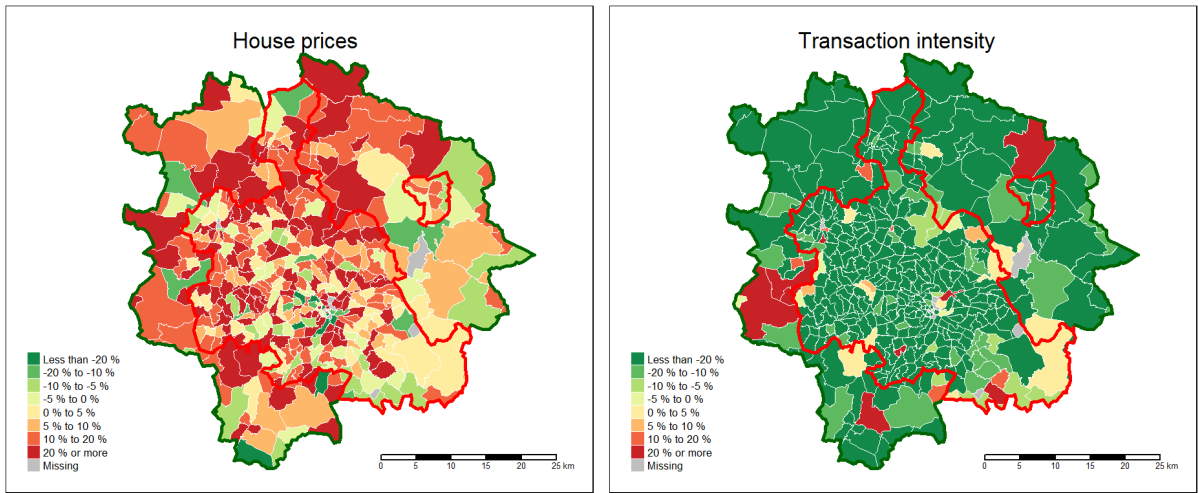 House prices
Less than -20 %
-20 % to -10 %
-10 % to -5 %
-5 % to 0 %
0 % to 5 %
5 % to 10 %
10 % to 20 %
20 % or more
Missing
0 5 10 15 20 25 km
Transaction intensity
Less than -20 %
-20 % to -10 %
-10 % to -5 %
-5 % to 0 %
0 % to 5 %
5 % to 10 %
10 % to 20 %
20 % or more
Missing
0 5 10 15 20 25 km